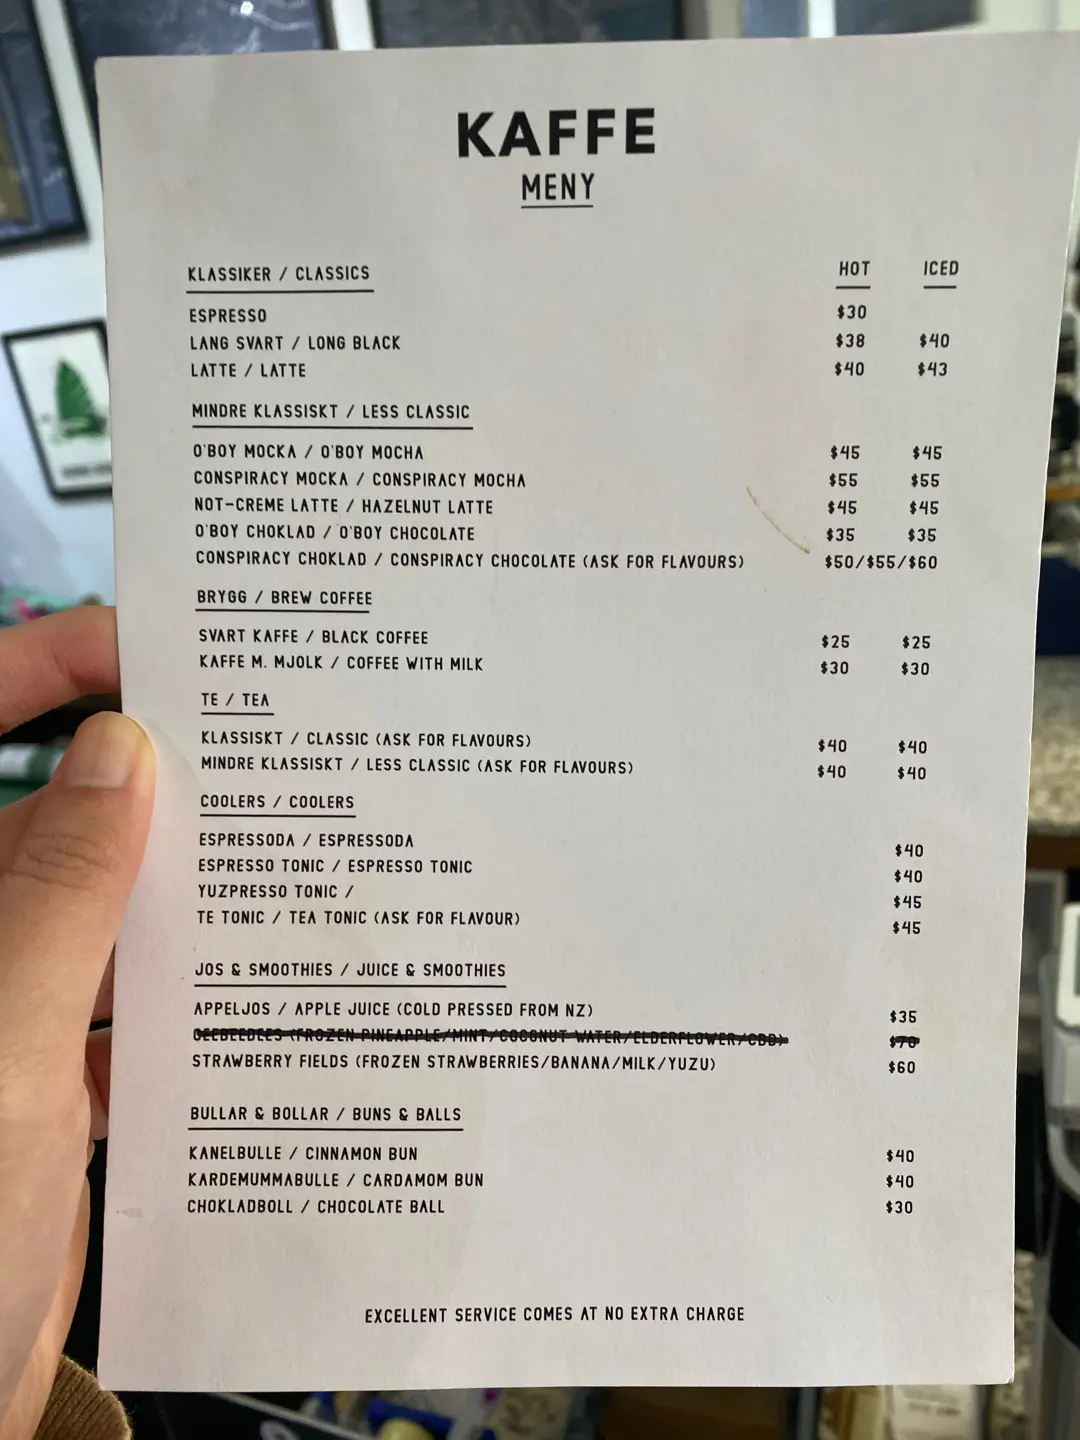 KAFFE
MENY
KLASSIKER / CLASSICS HOT ICED
ESPRESSO $30
LANG SVART / LONG BLACK $38 $40
LATTE / LATTE $40 $43
MINDRE KLASSISKT / LESS CLASSIC
O'BOY MOCKA / O'BOY MOCHA $45 $45
CONSPIRACY MOCKA / CONSPIRACY MOCHA $55 $55
NOT-CREME LATTE / HAZELNUT LATTE $45 $45
O'BOY CHOKLAD / O'BOY CHOCOLATE $35 $35
CONSPIRACY CHOKLAD / CONSPIRACY CHOCOLATE (ASK FOR FLAVOURS) $50/$55/$60
BRYGG / BREW COFFEE
SVART KAFFE / BLACK COFFEE $25 $25
KAFFE M. MJOLK / COFFEE WITH MILK $30 $30
TE / TEA
KLASSISKT / CLASSIC (ASK FOR FLAVOURS) $40 $40
MINDRE KLASSISKT / LESS CLASSIC (ASK FOR FLAVOURS) $40 $40
COOLERS / COOLERS
ESPRESSODA / ESPRESSODA $40
ESPRESSO TONIC / ESPRESSO TONIC $40
YUZPRESSO TONIC / $45
TE TONIC / TEA TONIC (ASK FOR FLAVOUR) $45
JOS & SMOOTHIES / JUICE & SMOOTHIES
APPELJOS / APPLE JUICE (COLD PRESSED FROM NZ) $35
(FROZEN PINEAPPLE/MINT/COCONUT WATER/ELDERFLOWER/CBD) $70
STRAWBERRY FIELDS (FROZEN STRAWBERRIES/BANANA/MILK/YUZU) $60
BULLAR & BOLLAR / BUNS & BALLS
KANELBULLE / CINNAMON BUN $40
KARDEMUMMABULLE / CARDAMOM BUN $40
CHOKLADBOLL / CHOCOLATE BALL $30
EXCELLENT SERVICE COMES AT NO EXTRA CHARGE